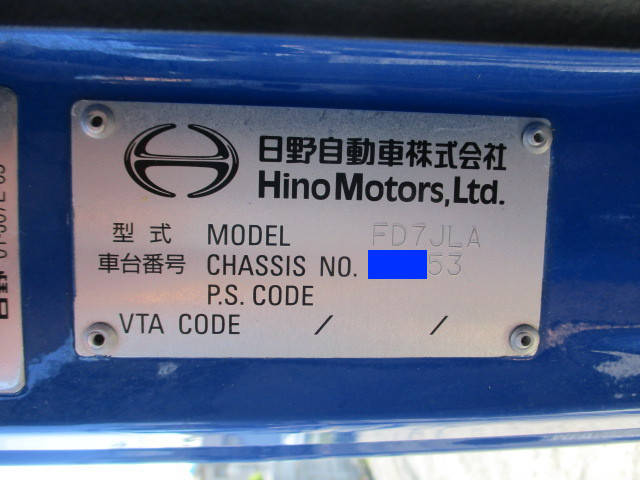 日野自動車株式会社
Hino Motors, Ltd.
型式 MODEL FD7JLA
車台番号 CHASSIS NO. 53
P.S. CODE
VTA CODE / /